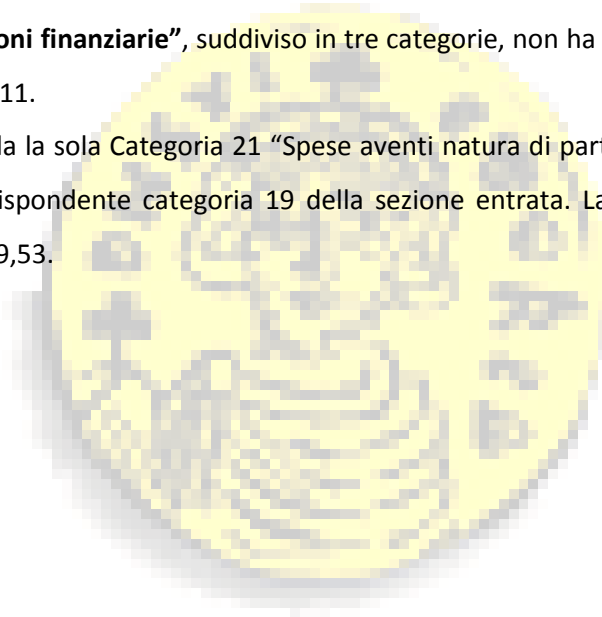 oni finanziarie”, suddiviso in tre categorie, non ha
11.
la la sola Categoria 21 “Spese aventi natura di part
ispondente categoria 19 della sezione entrata. La
9,53.